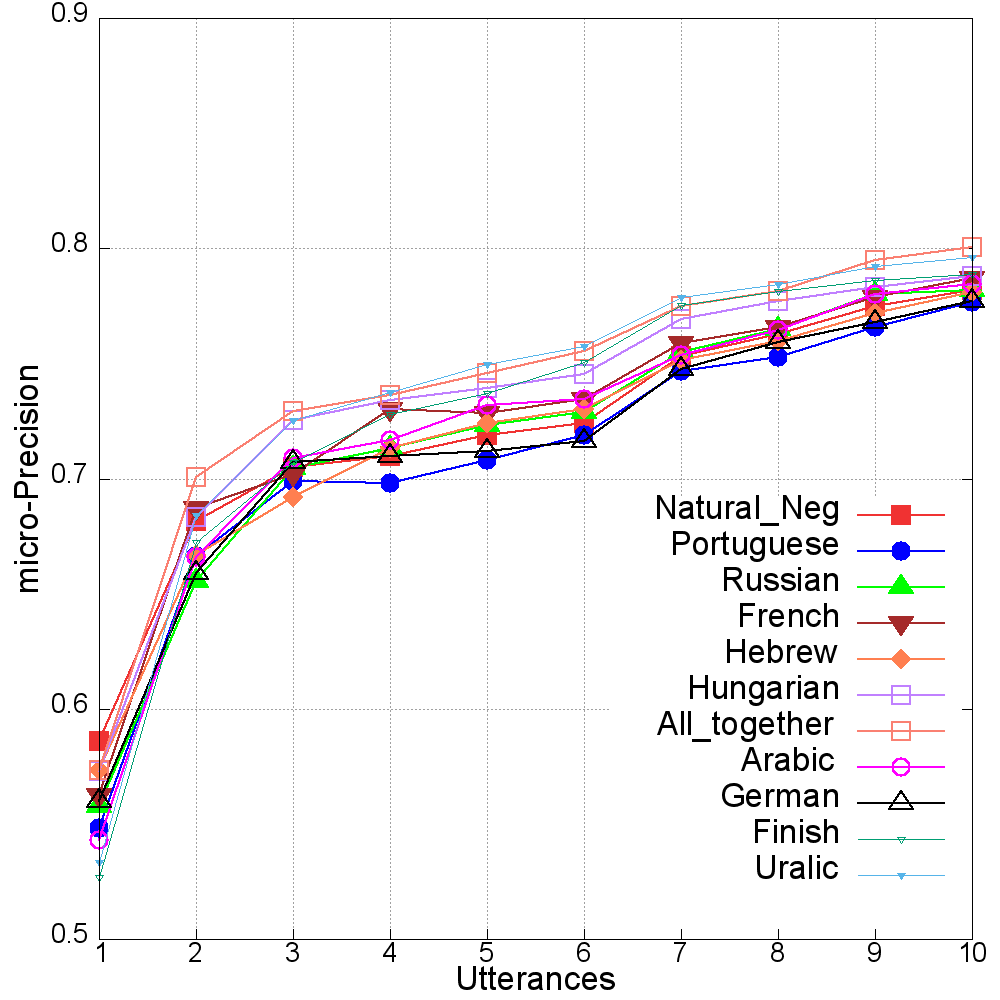 0.9
0.8
0.7
0.6
0.5
micro-Precision
Natural_Neg
Portuguese
Russian
French
Hebrew
Hungarian
All_together
Arabic
German
Finish
Uralic
1 2 3 4 5 6 7 8 9 10
Utterances